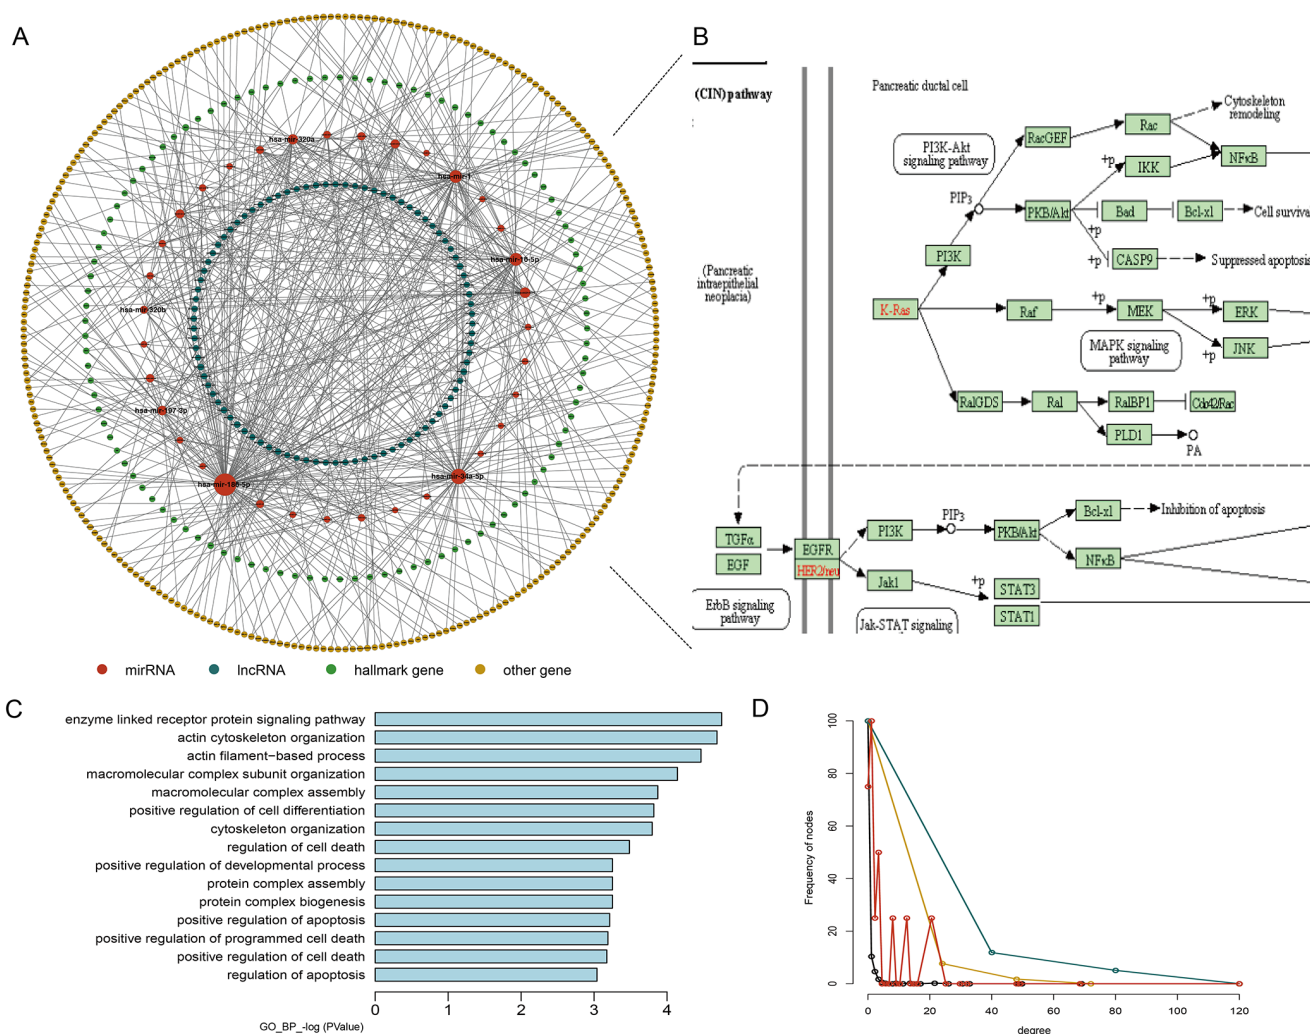 A
hsa-mir-320a
hsa-mir-1
hsa-mir-16-5p
hsa-mir-320b
hsa-mir-197-3p
hsa-mir-34a-5p
mirRNA
lncRNA
hallmark gene
other gene
B
(CIN) pathway
:
Pancreatic ductal cell
(Pancreatic
intraepithelial
neoplacia)
PI3K-Akt
signaling pathway
RacGEF
Rac
Cytoskeleton
remodeling
+p
IKK
NFκB
PIP3
PKB/Akt
Bad
Bcl-xl
Cell surviva
+p
+p
CASP9
Suppressed apoptosis
PI3K
K-Ras
Raf
+p
MEK
+p
ERK
MAPK signaling
pathway
+p
JNK
RalGDS
Ral
RalBP1
Cdc42/Rac
PLD1
PA
TGFα
EGF
EGFR
HER2/neu
PI3K
PIP3
PKB/Akt
Bcl-xl
Inhibition of apoptosis
NFκB
Jak1
+p
STAT3
STAT1
ErbB signaling
pathway
Jak-STAT signaling
C
enzyme linked receptor protein signaling pathway
actin cytoskeleton organization
actin filament−based process
macromolecular complex subunit organization
macromolecular complex assembly
positive regulation of cell differentiation
cytoskeleton organization
regulation of cell death
positive regulation of developmental process
protein complex assembly
protein complex biogenesis
positive regulation of apoptosis
positive regulation of programmed cell death
positive regulation of cell death
regulation of apoptosis
0 1 2 3 4
GO_BP_-log (PValue)
D
Frequency of nodes
100
80
60
40
20
0
0 20 40 60 80 100 120
degree